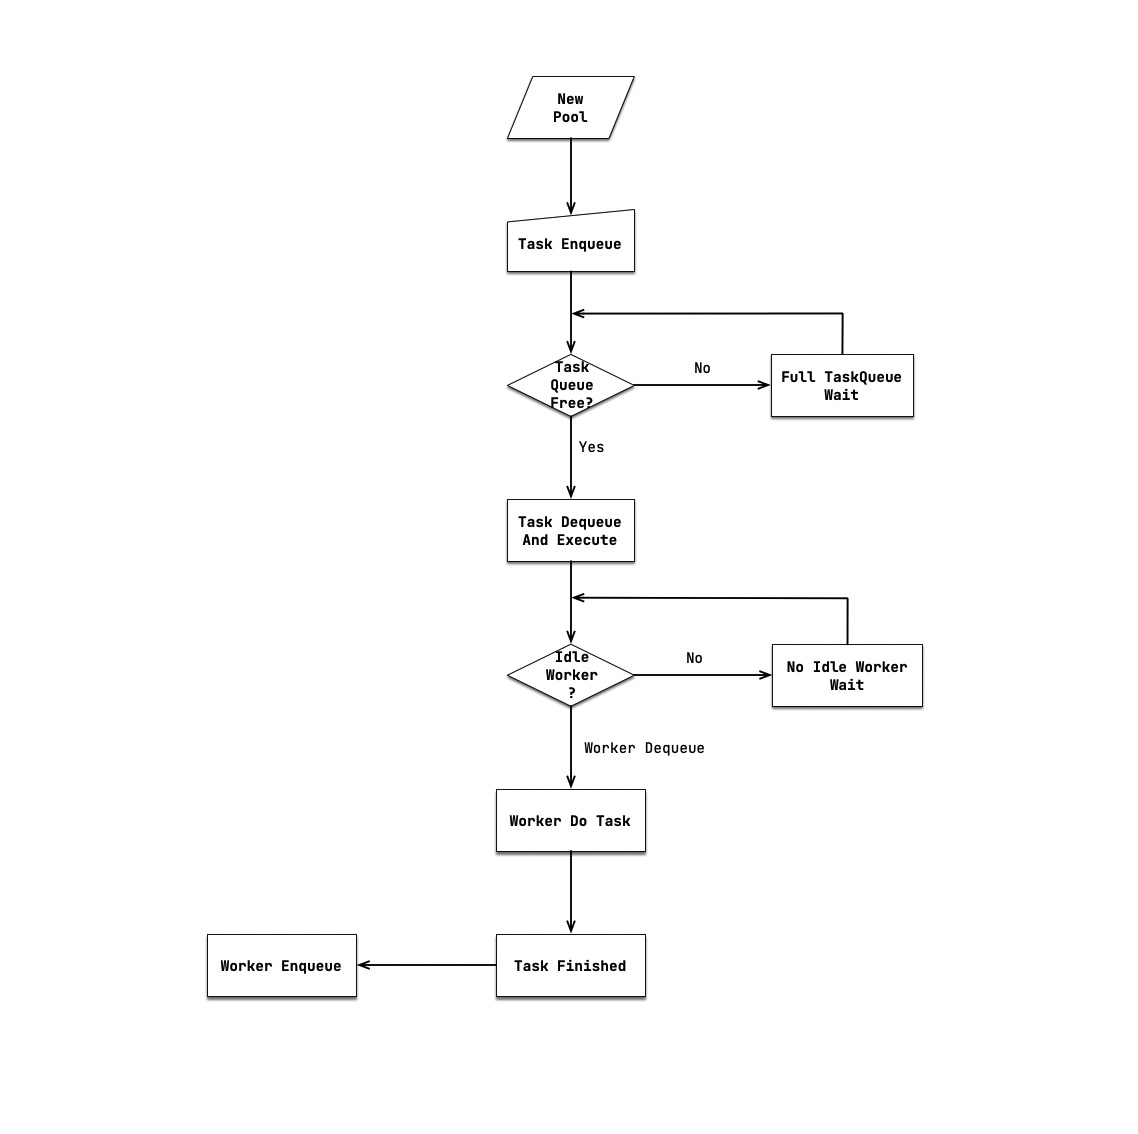 New
Pool
Task Enqueue
Task
Queue
Free?
No
Full TaskQueue
Wait
Yes
Task Dequeue
And Execute
Idle
Worker
?
No
No Idle Worker
Wait
Worker Dequeue
Worker Do Task
Worker Enqueue
Task Finished